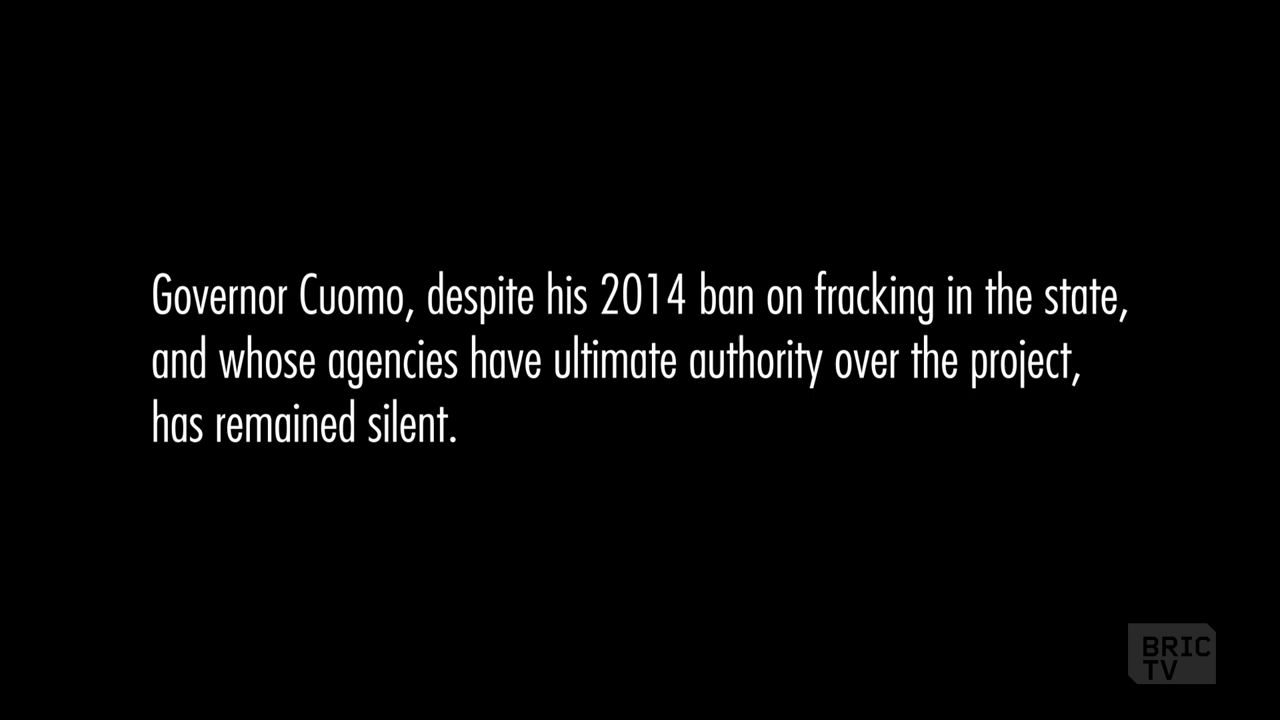 Governor Cuomo, despite his 2014 ban on fracking in the state,
and whose agencies have ultimate authority over the project,
has remained silent.
BRIC
TV